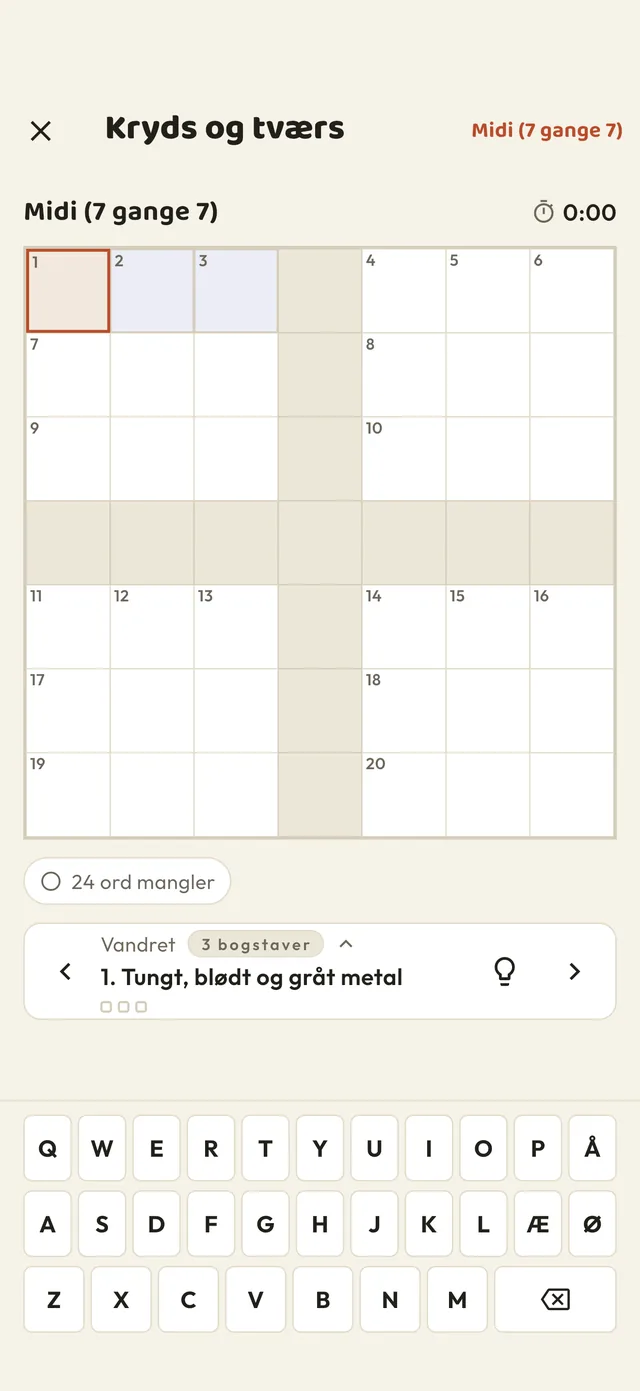 Kryds og tværs
Midi (7 gange 7)
Midi (7 gange 7)
0:00
1 2 3 4 5 6
7 8
9 10
11 12 13 14 15 16
17 18
19 20
24 ord mangler
Vandret 3 bogstaver
1. Tungt, blødt og gråt metal
Q W E R T Y U I O P Å
A S D F G H J K L Æ Ø
Z X C V B N M